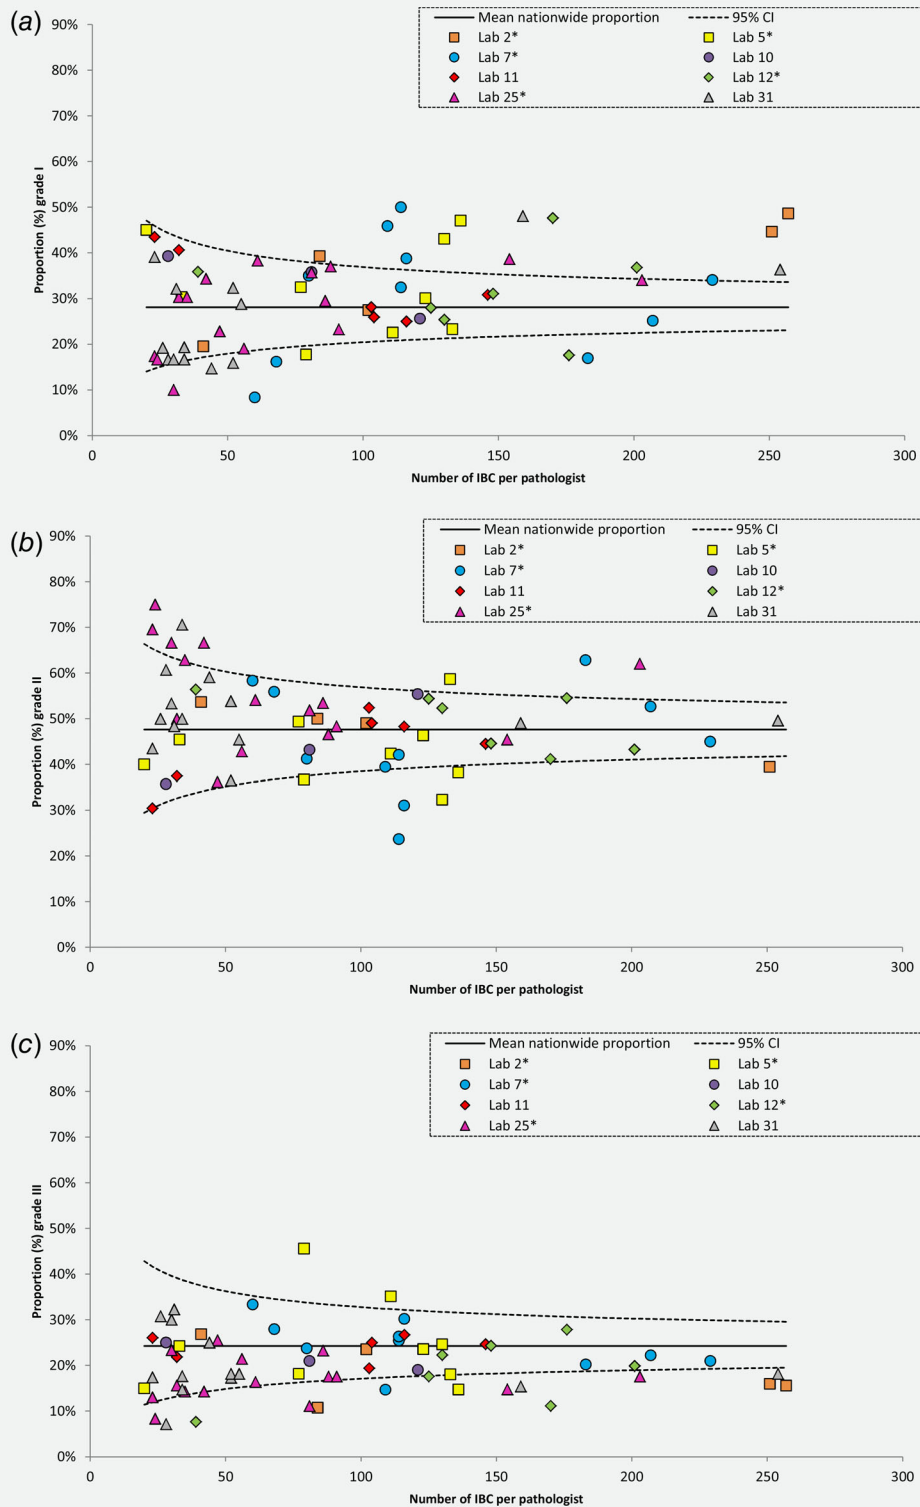 (a)
Mean nationwide proportion 95% CI
Lab 2* Lab 5*
Lab 7* Lab 10
Lab 11 Lab 12*
Lab 25* Lab 31
90%
80%
70%
60%
50%
40%
30%
20%
10%
0%
Proportion (%) grade I
0 50 100 150 200 250 300
Number of IBC per pathologist
(b)
Mean nationwide proportion 95% CI
Lab 2* Lab 5*
Lab 7* Lab 10
Lab 11 Lab 12*
Lab 25* Lab 31
90%
80%
70%
60%
50%
40%
30%
20%
10%
0%
Proportion (%) grade II
0 50 100 150 200 250 300
Number of IBC per pathologist
(c)
Mean nationwide proportion 95% CI
Lab 2* Lab 5*
Lab 7* Lab 10
Lab 11 Lab 12*
Lab 25* Lab 31
90%
80%
70%
60%
50%
40%
30%
20%
10%
0%
Proportion (%) grade III
0 50 100 150 200 250 300
Number of IBC per pathologist